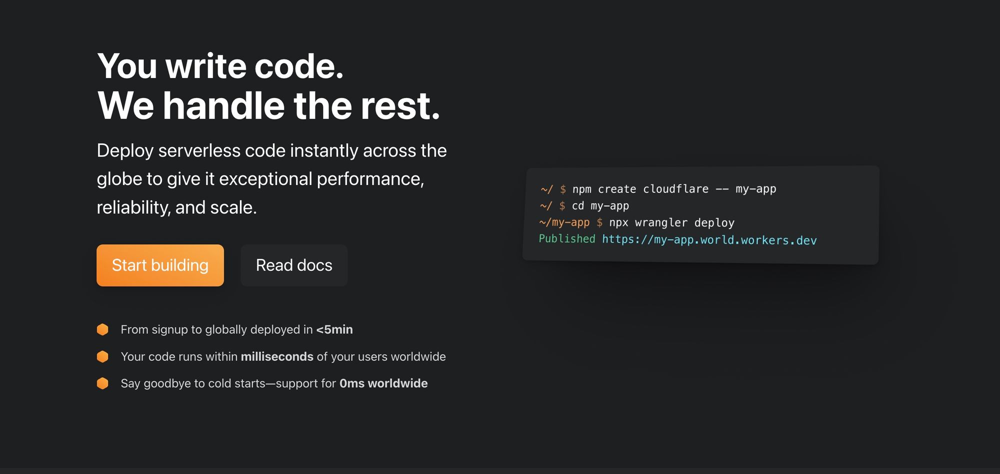 You write code.
We handle the rest.
Deploy serverless code instantly across the
globe to give it exceptional performance,
reliability, and scale.
Start building
Read docs
From signup to globally deployed in <5min
Your code runs within milliseconds of your users worldwide
Say goodbye to cold starts—support for 0ms worldwide
~/ $ npm create cloudflare -- my-app
~/ $ cd my-app
~/my-app $ npx wrangler deploy
Published https://my-app.world.workers.dev